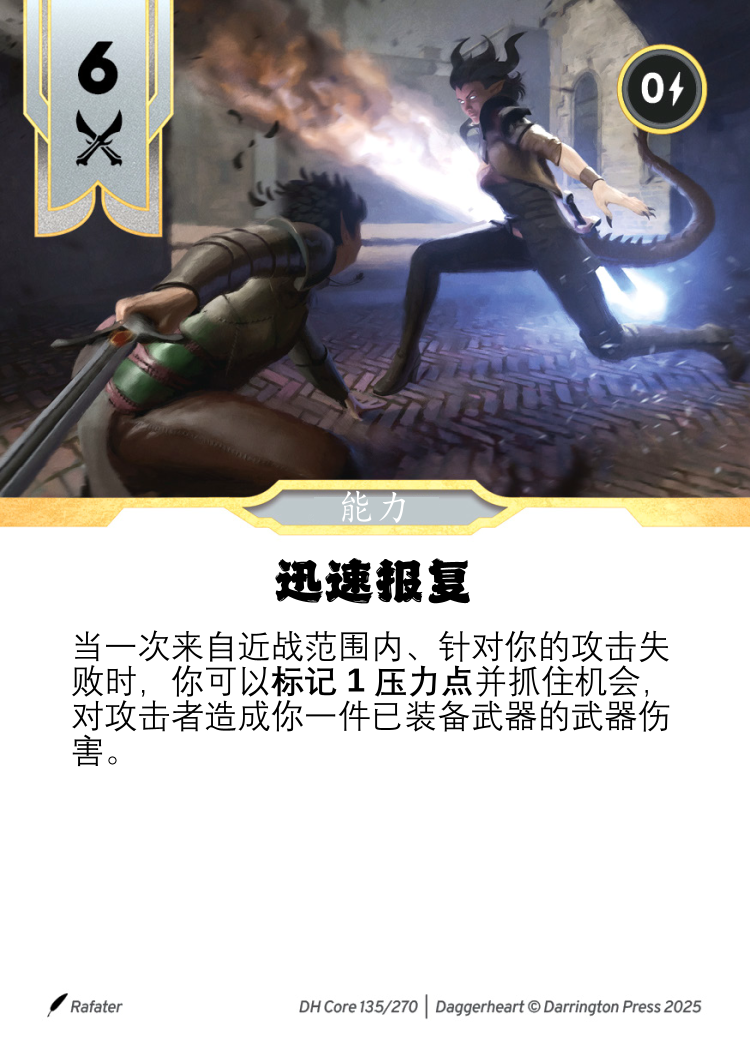 6
0
能力
迅速报复
当一次来自近战范围内、针对你的攻击失
败时，你可以标记 1 压力点并抓住机会，
对攻击者造成你一件已装备武器的武器伤
害。
Rafater
DH Core 135/270 | Daggerheart © Darrington Press 2025